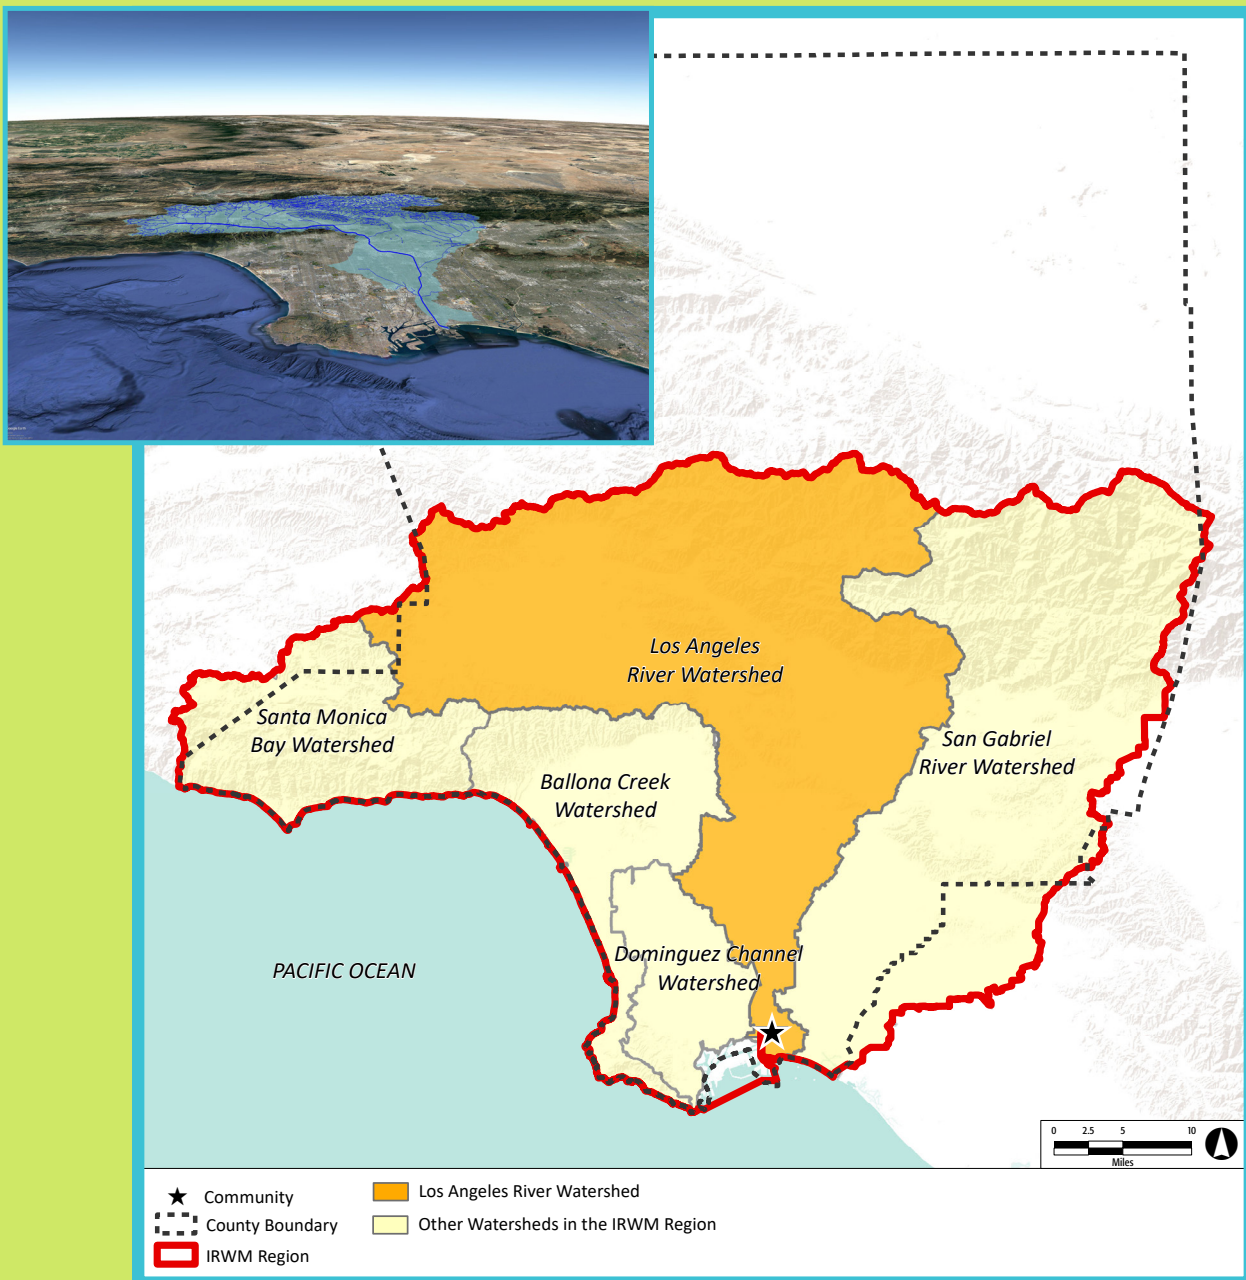 Los Angeles
River Watershed
Santa Monica
Bay Watershed
San Gabriel
River Watershed
Ballona Creek
Watershed
Dominguez Channel
Watershed
PACIFIC OCEAN
0 2.5 5 10
Miles
Community
County Boundary
IRWM Region
Los Angeles River Watershed
Other Watersheds in the IRWM Region